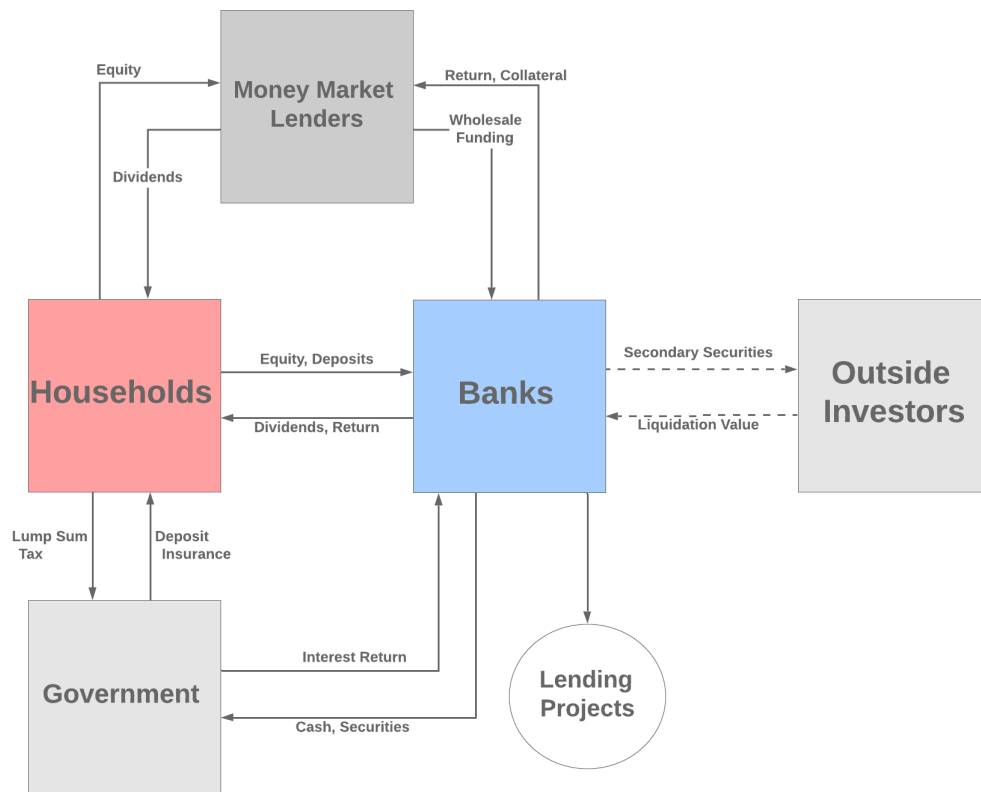 Equity
Return, Collateral
Money Market
Lenders
Wholesale
Funding
Dividends
Households
Equity, Deposits
Dividends, Return
Banks
Secondary Securities
Liquidation Value
Outside
Investors
Lump Sum
Tax
Deposit
Insurance
Government
Interest Return
Cash, Securities
Lending
Projects